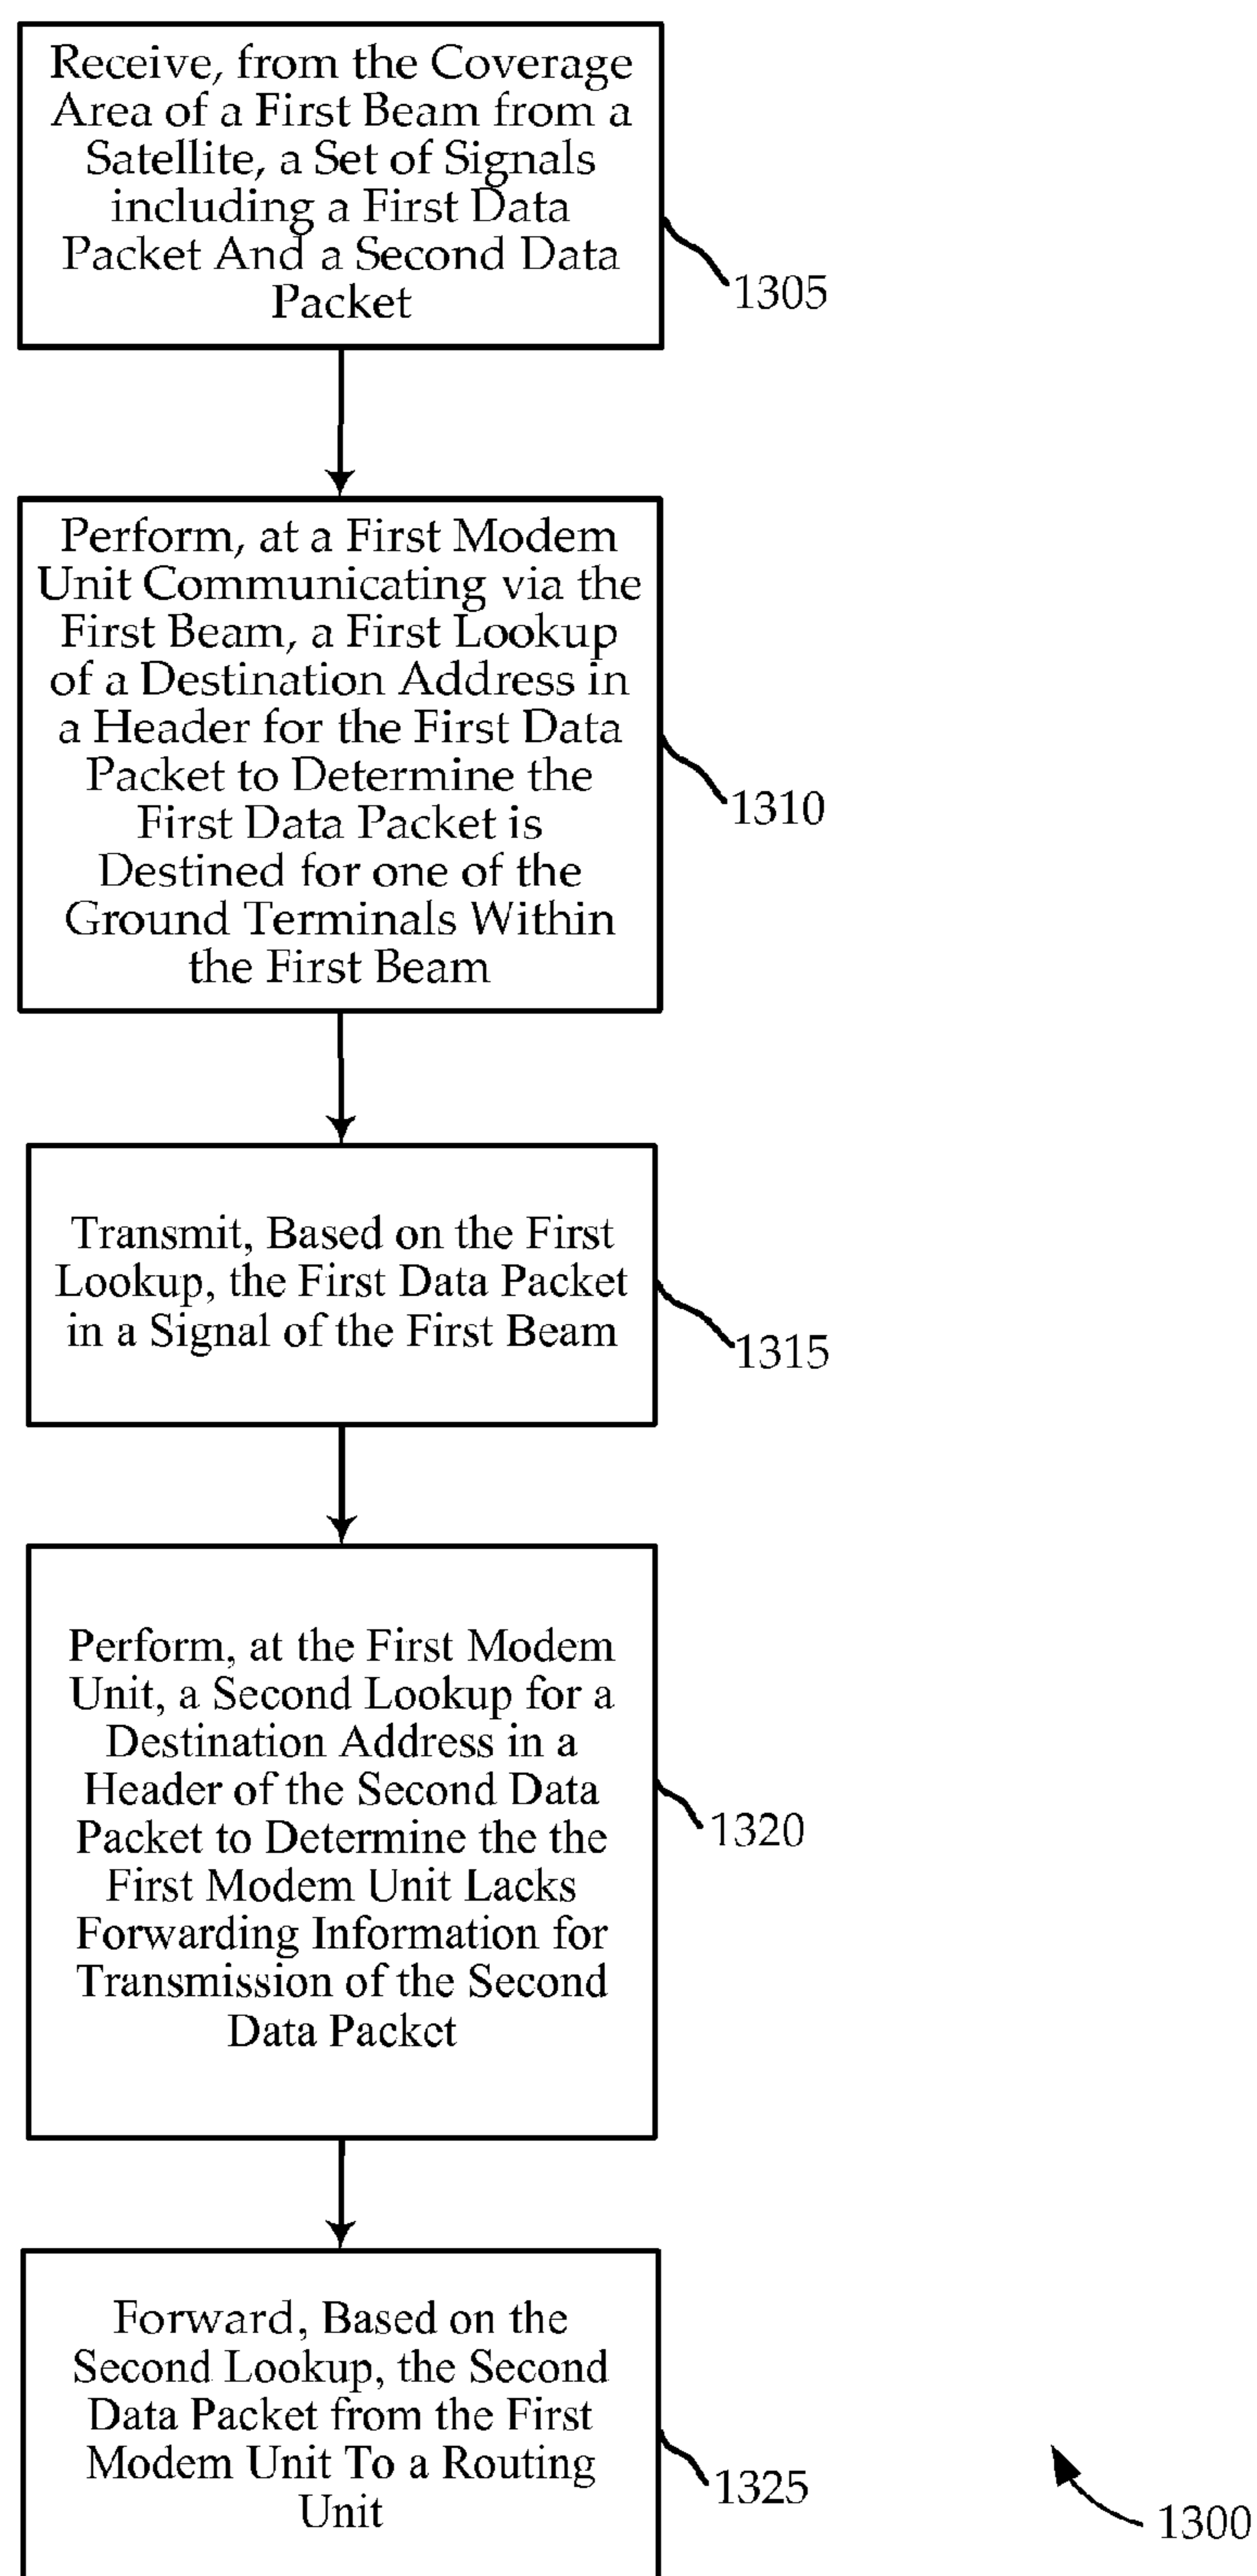 Receive, from the Coverage
Area of a First Beam from a
Satellite, a Set of Signals
including a First Data
Packet And a Second Data
Packet
1305
Perform, at a First Modem
Unit Communicating via the
First Beam, a First Lookup
of a Destination Address in
a Header for the First Data
Packet to Determine the
First Data Packet is
Destined for one of the
Ground Terminals Within
the First Beam
1310
Transmit, Based on the First
Lookup, the First Data Packet
in a Signal of the First Beam
1315
Perform, at the First Modem
Unit, a Second Lookup for a
Destination Address in a
Header of the Second Data
Packet to Determine the the
First Modem Unit Lacks
Forwarding Information for
Transmission of the Second
Data Packet
1320
Forward, Based on the
Second Lookup, the Second
Data Packet from the First
Modem Unit To a Routing
Unit
1325
1300